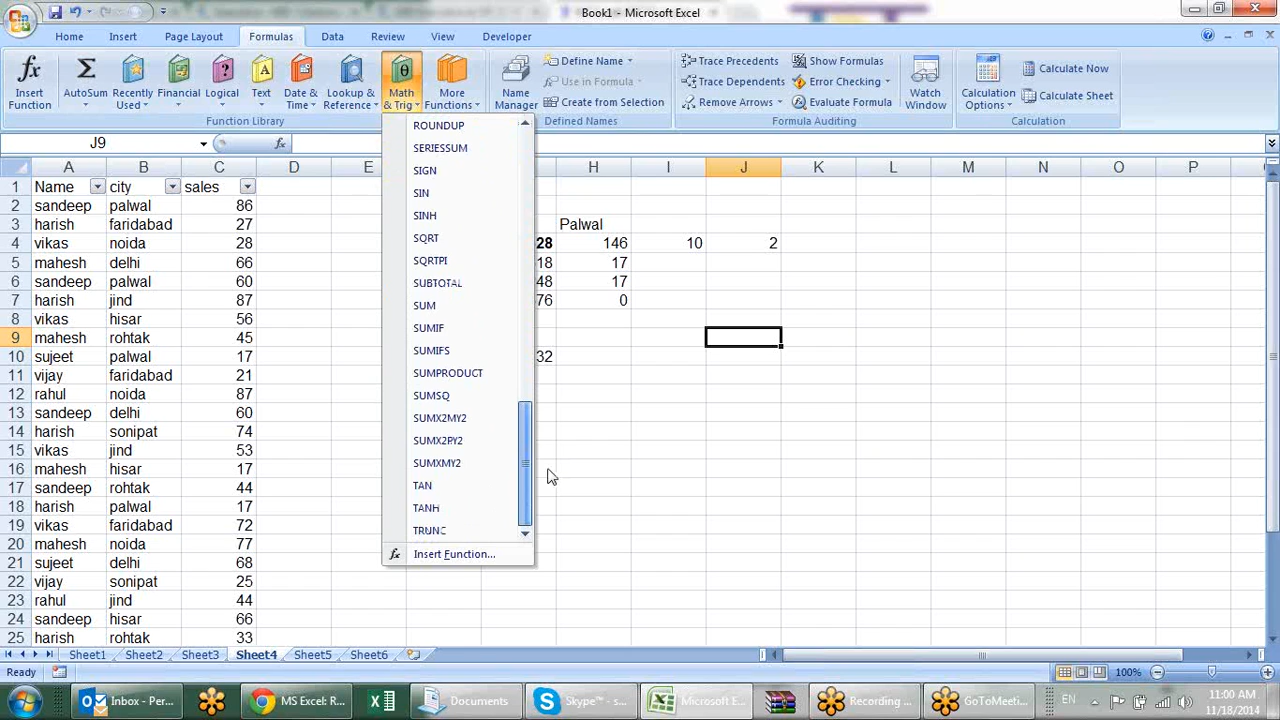 Book1 - Microsoft Excel
Home Insert Page Layout Formulas Data Review View Developer
fx Insert Function
Σ AutoSum
Recently Used
Financial
Logical
Text
Date & Time
Lookup & Reference
Math & Trig
More Functions
Function Library
Name Manager
Define Name
Use in Formula
Create from Selection
Defined Names
Trace Precedents
Trace Dependents
Remove Arrows
Show Formulas
Error Checking
Evaluate Formula
Formula Auditing
Watch Window
Calculation Options
Calculate Now
Calculate Sheet
Calculation
J9 fx
A B C D E H I J K L M N O P
1 Name city sales
2 sandeep palwal 86
3 harish faridabad 27 Palwal
4 vikas noida 28 28 146 10 2
5 mahesh delhi 66 18 17
6 sandeep palwal 60 48 17
7 harish jind 87 76 0
8 vikas hisar 56
9 mahesh rohtak 45
10 sujeet palwal 17 32
11 vijay faridabad 21
12 rahul noida 87
13 sandeep delhi 60
14 harish sonipat 74
15 vikas jind 53
16 mahesh hisar 17
17 sandeep rohtak 44
18 harish palwal 17
19 vikas faridabad 72
20 mahesh noida 77
21 sujeet delhi 68
22 vijay sonipat 25
23 rahul jind 44
24 sandeep hisar 66
25 harish rohtak 33
ROUNDUP
SERIESSUM
SIGN
SIN
SINH
SQRT
SQRTPI
SUBTOTAL
SUM
SUMIF
SUMIFS
SUMPRODUCT
SUMSQ
SUMX2MY2
SUMX2PY2
SUMXMY2
TAN
TANH
TRUNC
fx Insert Function...
Sheet1 Sheet2 Sheet3 Sheet4 Sheet5 Sheet6
Ready 100%
Inbox - Per... MS Excel: R... Documents Skype™ - s... Microsoft E... Recording ... GoToMeeti... EN 11:00 AM
11/18/2014